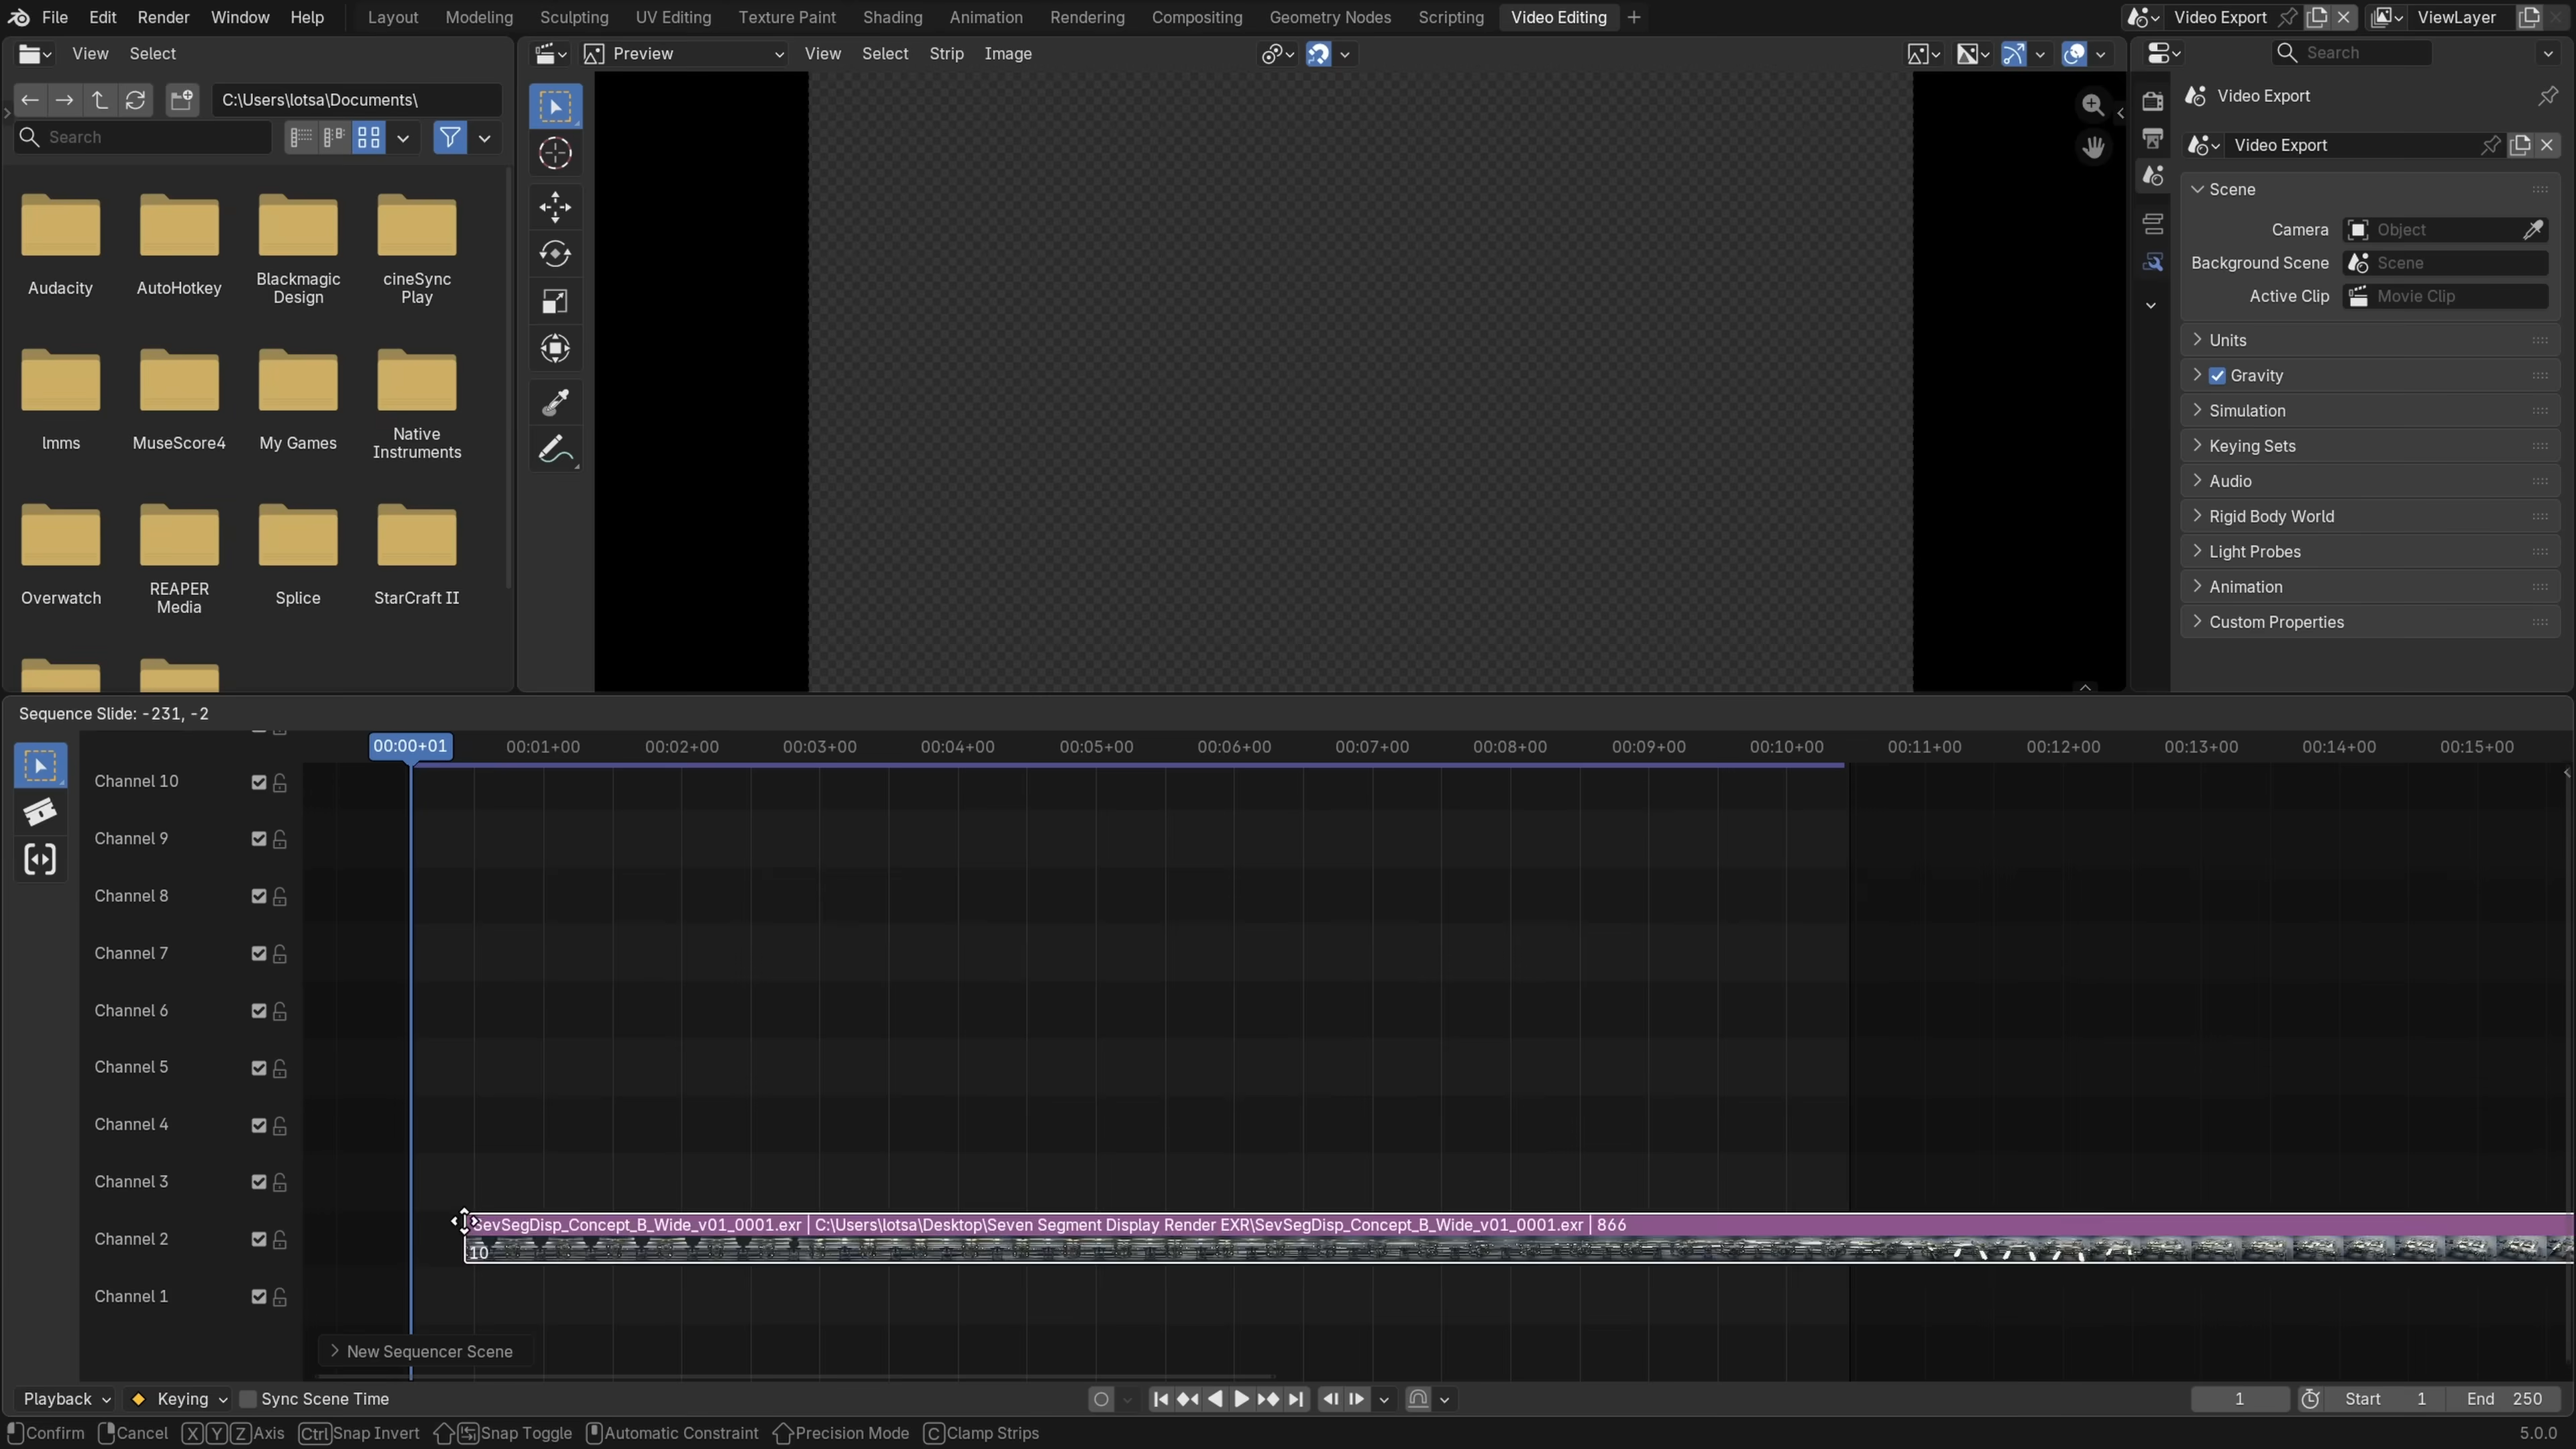 File Edit Render Window Help Layout Modeling Sculpting UV Editing Texture Paint Shading Animation Rendering Compositing Geometry Nodes Scripting Video Editing + Video Export ViewLayer
View Select
Preview View Select Strip Image
Search
C:\Users\lotsa\Documents\
Search
Audacity
AutoHotkey
Blackmagic
Design
cineSync
Play
lmms
MuseScore4
My Games
Native
Instruments
Overwatch
REAPER
Media
Splice
StarCraft II
Video Export
Video Export
Scene
Camera Object
Background Scene Scene
Active Clip Movie Clip
Units
Gravity
Simulation
Keying Sets
Audio
Rigid Body World
Light Probes
Animation
Custom Properties
Sequence Slide: -231, -2
00:00+01 00:01+00 00:02+00 00:03+00 00:04+00 00:05+00 00:06+00 00:07+00 00:08+00 00:09+00 00:10+00 00:11+00 00:12+00 00:13+00 00:14+00 00:15+00
Channel 10
Channel 9
Channel 8
Channel 7
Channel 6
Channel 5
Channel 4
Channel 3
Channel 2
Channel 1
SevSegDisp_Concept_B_Wide_v01_0001.exr | C:\Users\lotsa\Desktop\Seven Segment Display Render EXR\SevSegDisp_Concept_B_Wide_v01_0001.exr | 866
10
New Sequencer Scene
Playback Keying Sync Scene Time 1 Start 1 End 250
Confirm Cancel X Y Z Axis Ctrl Snap Invert Snap Toggle Automatic Constraint Precision Mode C Clamp Strips 5.0.0